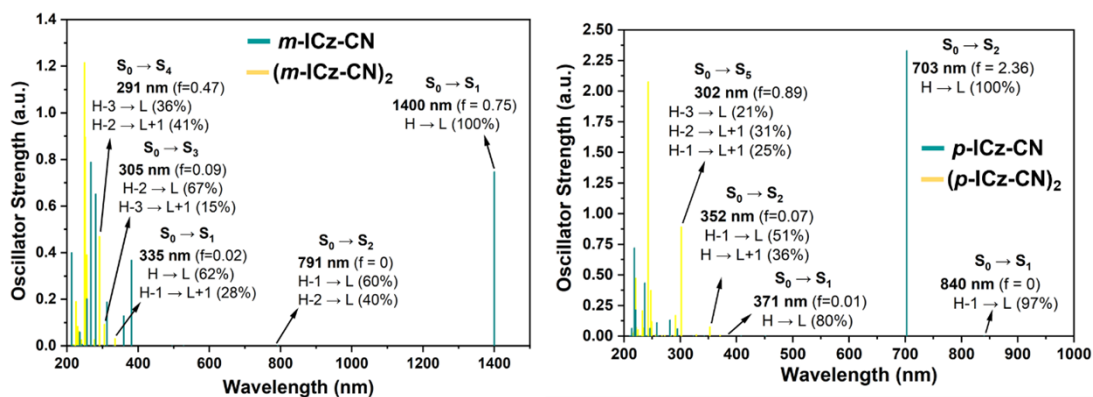 Oscillator Strength (a.u.)
1.4
1.2
1.0
0.8
0.6
0.4
0.2
0.0
200 400 600 800 1000 1200 1400
Wavelength (nm)
m-ICz-CN
(m-ICz-CN)₂
S₀ → S₄
291 nm (f=0.47)
H-3 → L (36%)
H-2 → L+1 (41%)
S₀ → S₃
305 nm (f=0.09)
H-2 → L (67%)
H-3 → L+1 (15%)
S₀ → S₁
335 nm (f=0.02)
H → L (62%)
H-1 → L+1 (28%)
S₀ → S₂
791 nm (f = 0)
H-1 → L (60%)
H-2 → L (40%)
S₀ → S₁
1400 nm (f = 0.75)
H → L (100%)
Oscillator Strength (a.u.)
2.50
2.25
2.00
1.75
1.50
1.25
1.00
0.75
0.50
0.25
0.00
200 300 400 500 600 700 800 900 1000
Wavelength (nm)
S₀ → S₅
302 nm (f=0.89)
H-3 → L (21%)
H-2 → L+1 (31%)
H-1 → L+1 (25%)
S₀ → S₂
352 nm (f=0.07)
H-1 → L (51%)
H → L+1 (36%)
S₀ → S₁
371 nm (f=0.01)
H → L (80%)
S₀ → S₂
703 nm (f = 2.36)
H → L (100%)
p-ICz-CN
(p-ICz-CN)₂
S₀ → S₁
840 nm (f = 0)
H-1 → L (97%)